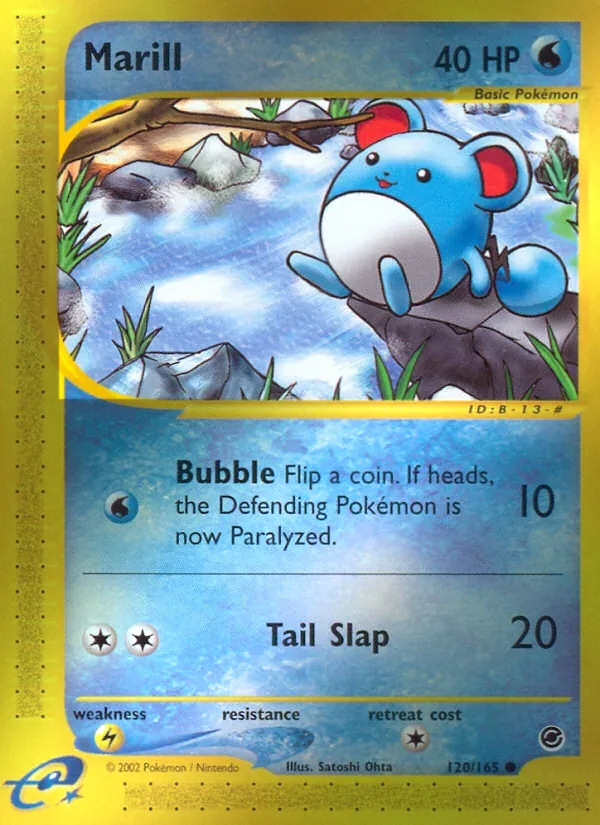 Marill 40 HP
Basic Pokémon
ID:B-13-#
Bubble Flip a coin. If heads,
the Defending Pokémon is
now Paralyzed.
10
Tail Slap 20
weakness resistance retreat cost
© 2002 Pokémon / Nintendo Illus. Satoshi Ohta 120/165
e